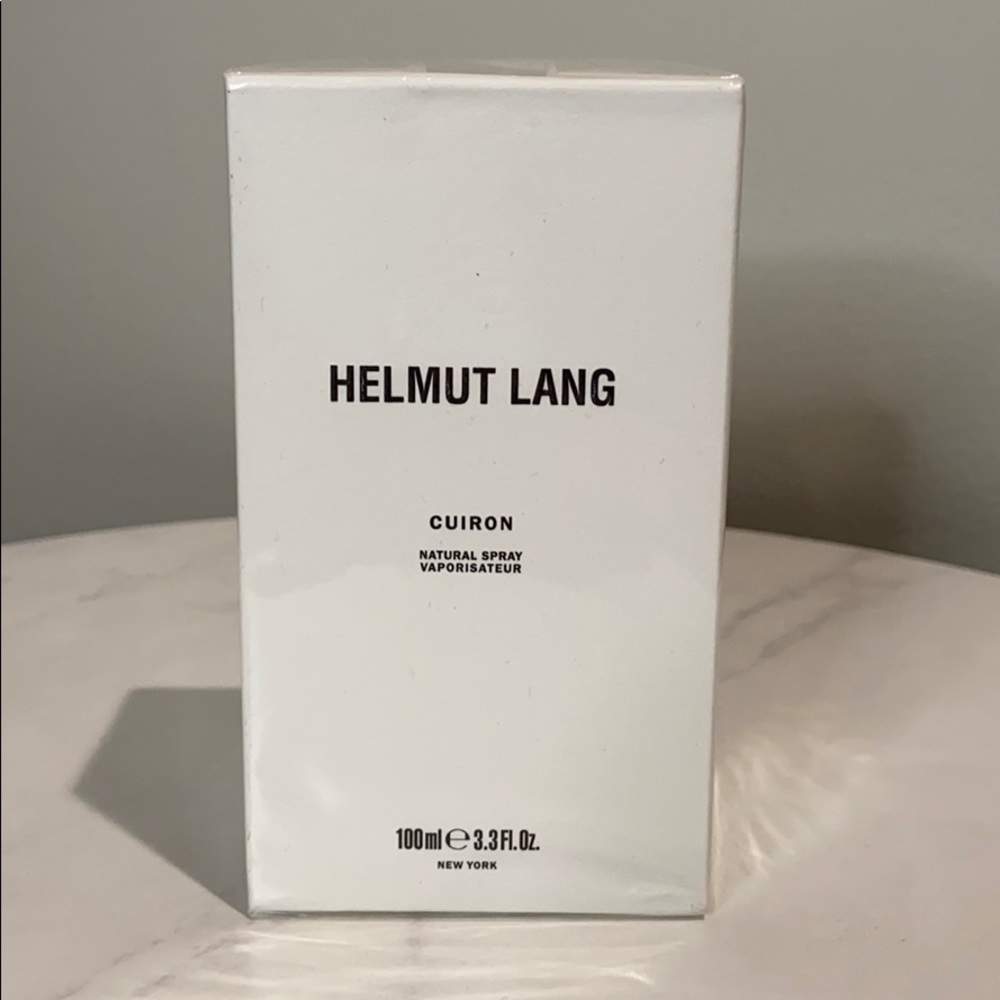 HELMUT LANG
CUIRON
NATURAL SPRAY
VAPORISATEUR
100ml ℮ 3.3 Fl.Oz.
NEW YORK